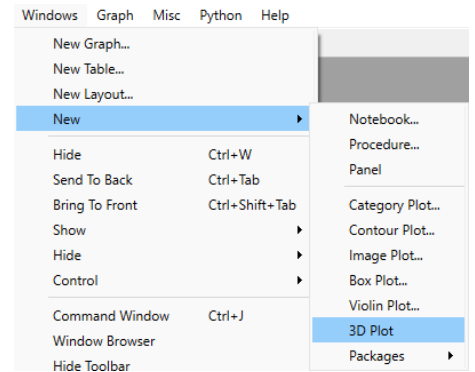 Windows Graph Misc Python Help
New Graph...
New Table...
New Layout...
New
Hide Ctrl+W
Send To Back Ctrl+Tab
Bring To Front Ctrl+Shift+Tab
Show
Hide
Control
Command Window Ctrl+J
Window Browser
Hide Toolbar
Notebook...
Procedure...
Panel
Category Plot...
Contour Plot...
Image Plot...
Box Plot...
Violin Plot...
3D Plot
Packages